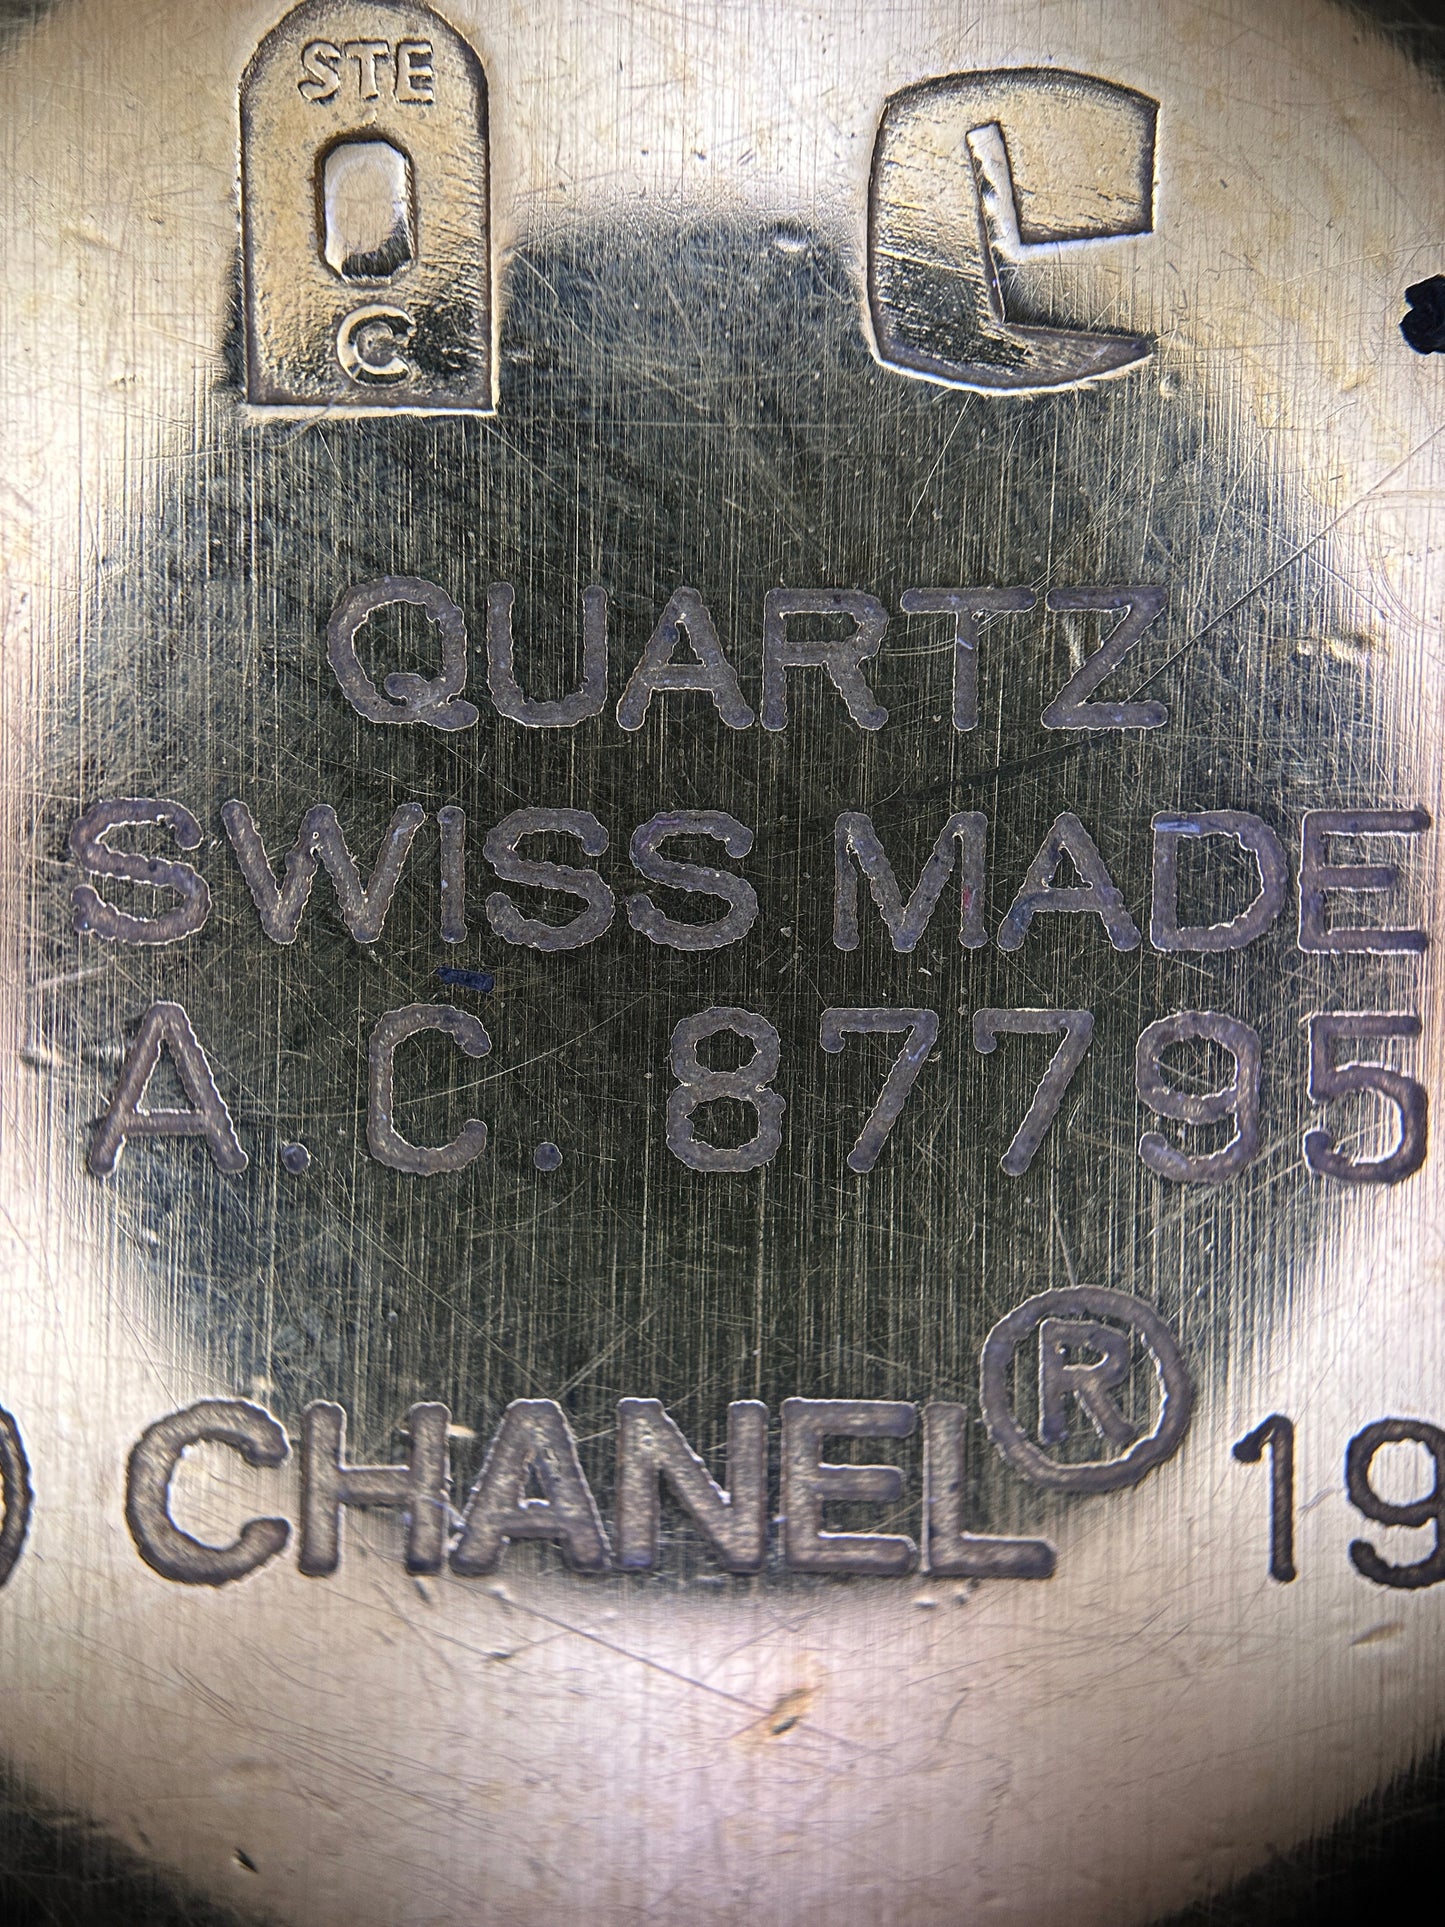 STE
C
QUARTZ
SWISS MADE
A.C. 87795
CHANEL® 19